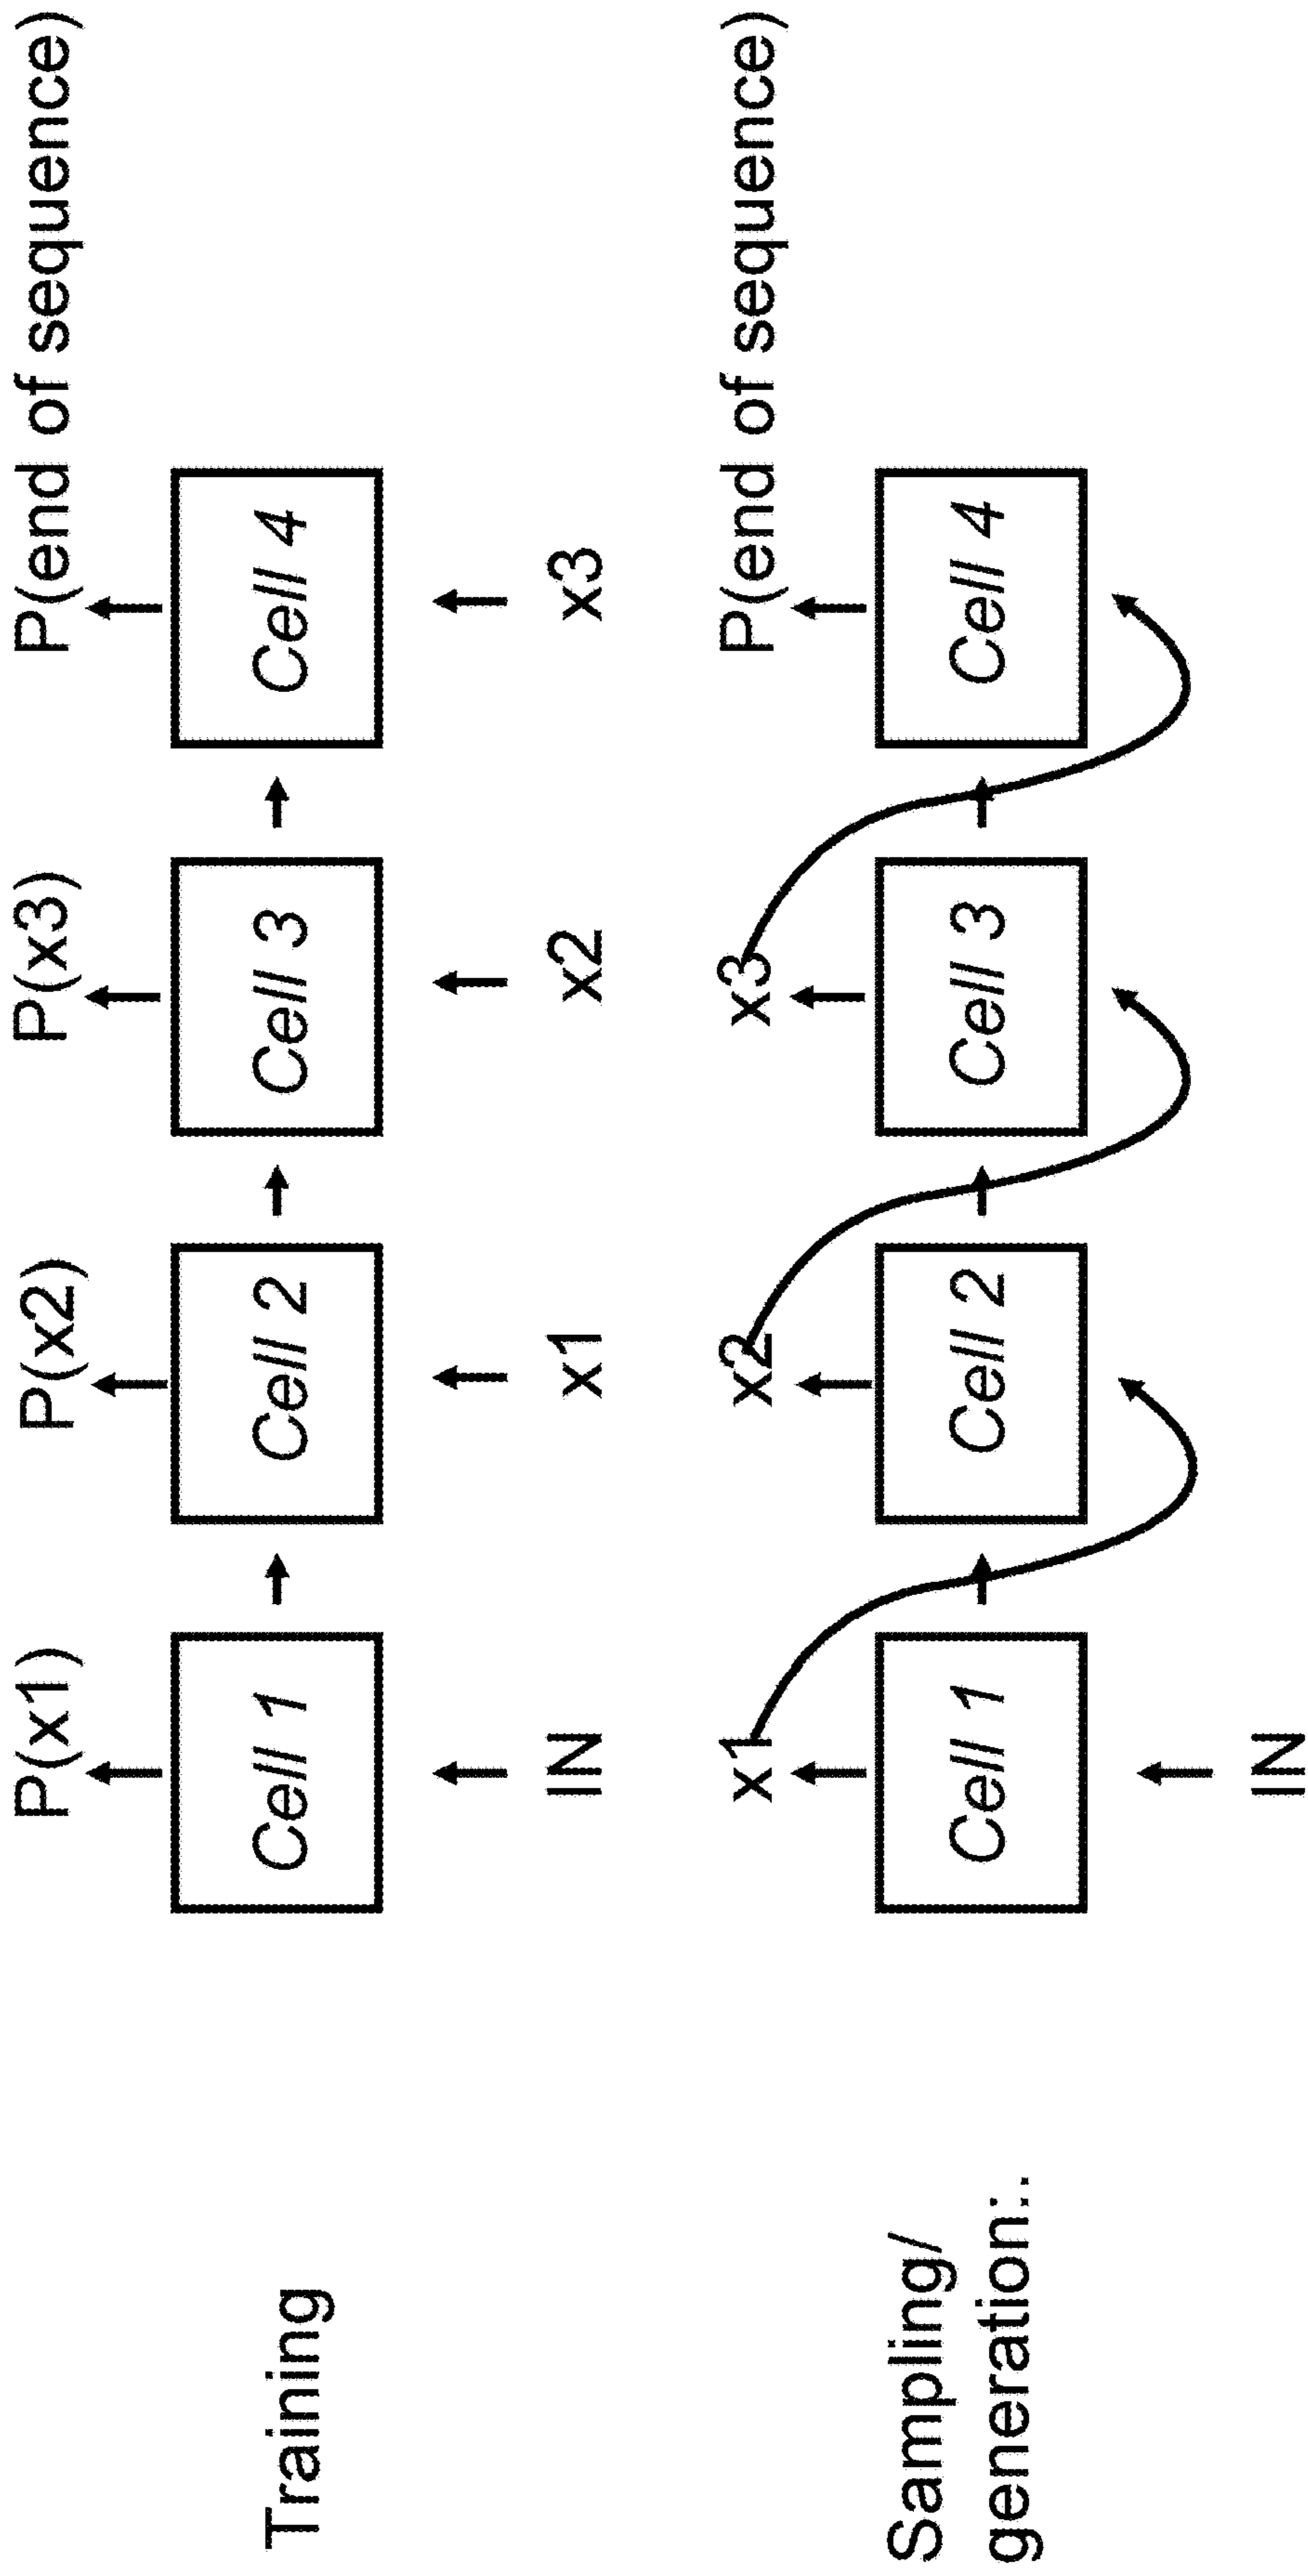 P(x1) P(x2) P(x3) P(end of sequence)
Training Cell 1 Cell 2 Cell 3 Cell 4
IN x1 x2 x3
x1 x2 x3 P(end of sequence)
Sampling/
generation:. Cell 1 Cell 2 Cell 3 Cell 4
IN